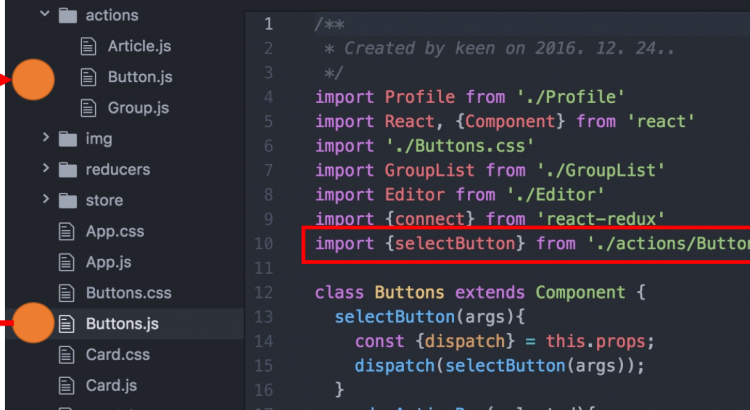 actions
Article.js
Button.js
Group.js
img
reducers
store
App.css
App.js
Buttons.css
Buttons.js
Card.css
Card.js
1 /**
2 * Created by keen on 2016. 12. 24..
3 */
4 import Profile from './Profile'
5 import React, {Component} from 'react'
6 import './Buttons.css'
7 import GroupList from './GroupList'
8 import Editor from './Editor'
9 import {connect} from 'react-redux'
10 import {selectButton} from './actions/Button
11
12 class Buttons extends Component {
13 selectButton(args){
14 const {dispatch} = this.props;
15 dispatch(selectButton(args));
16 }